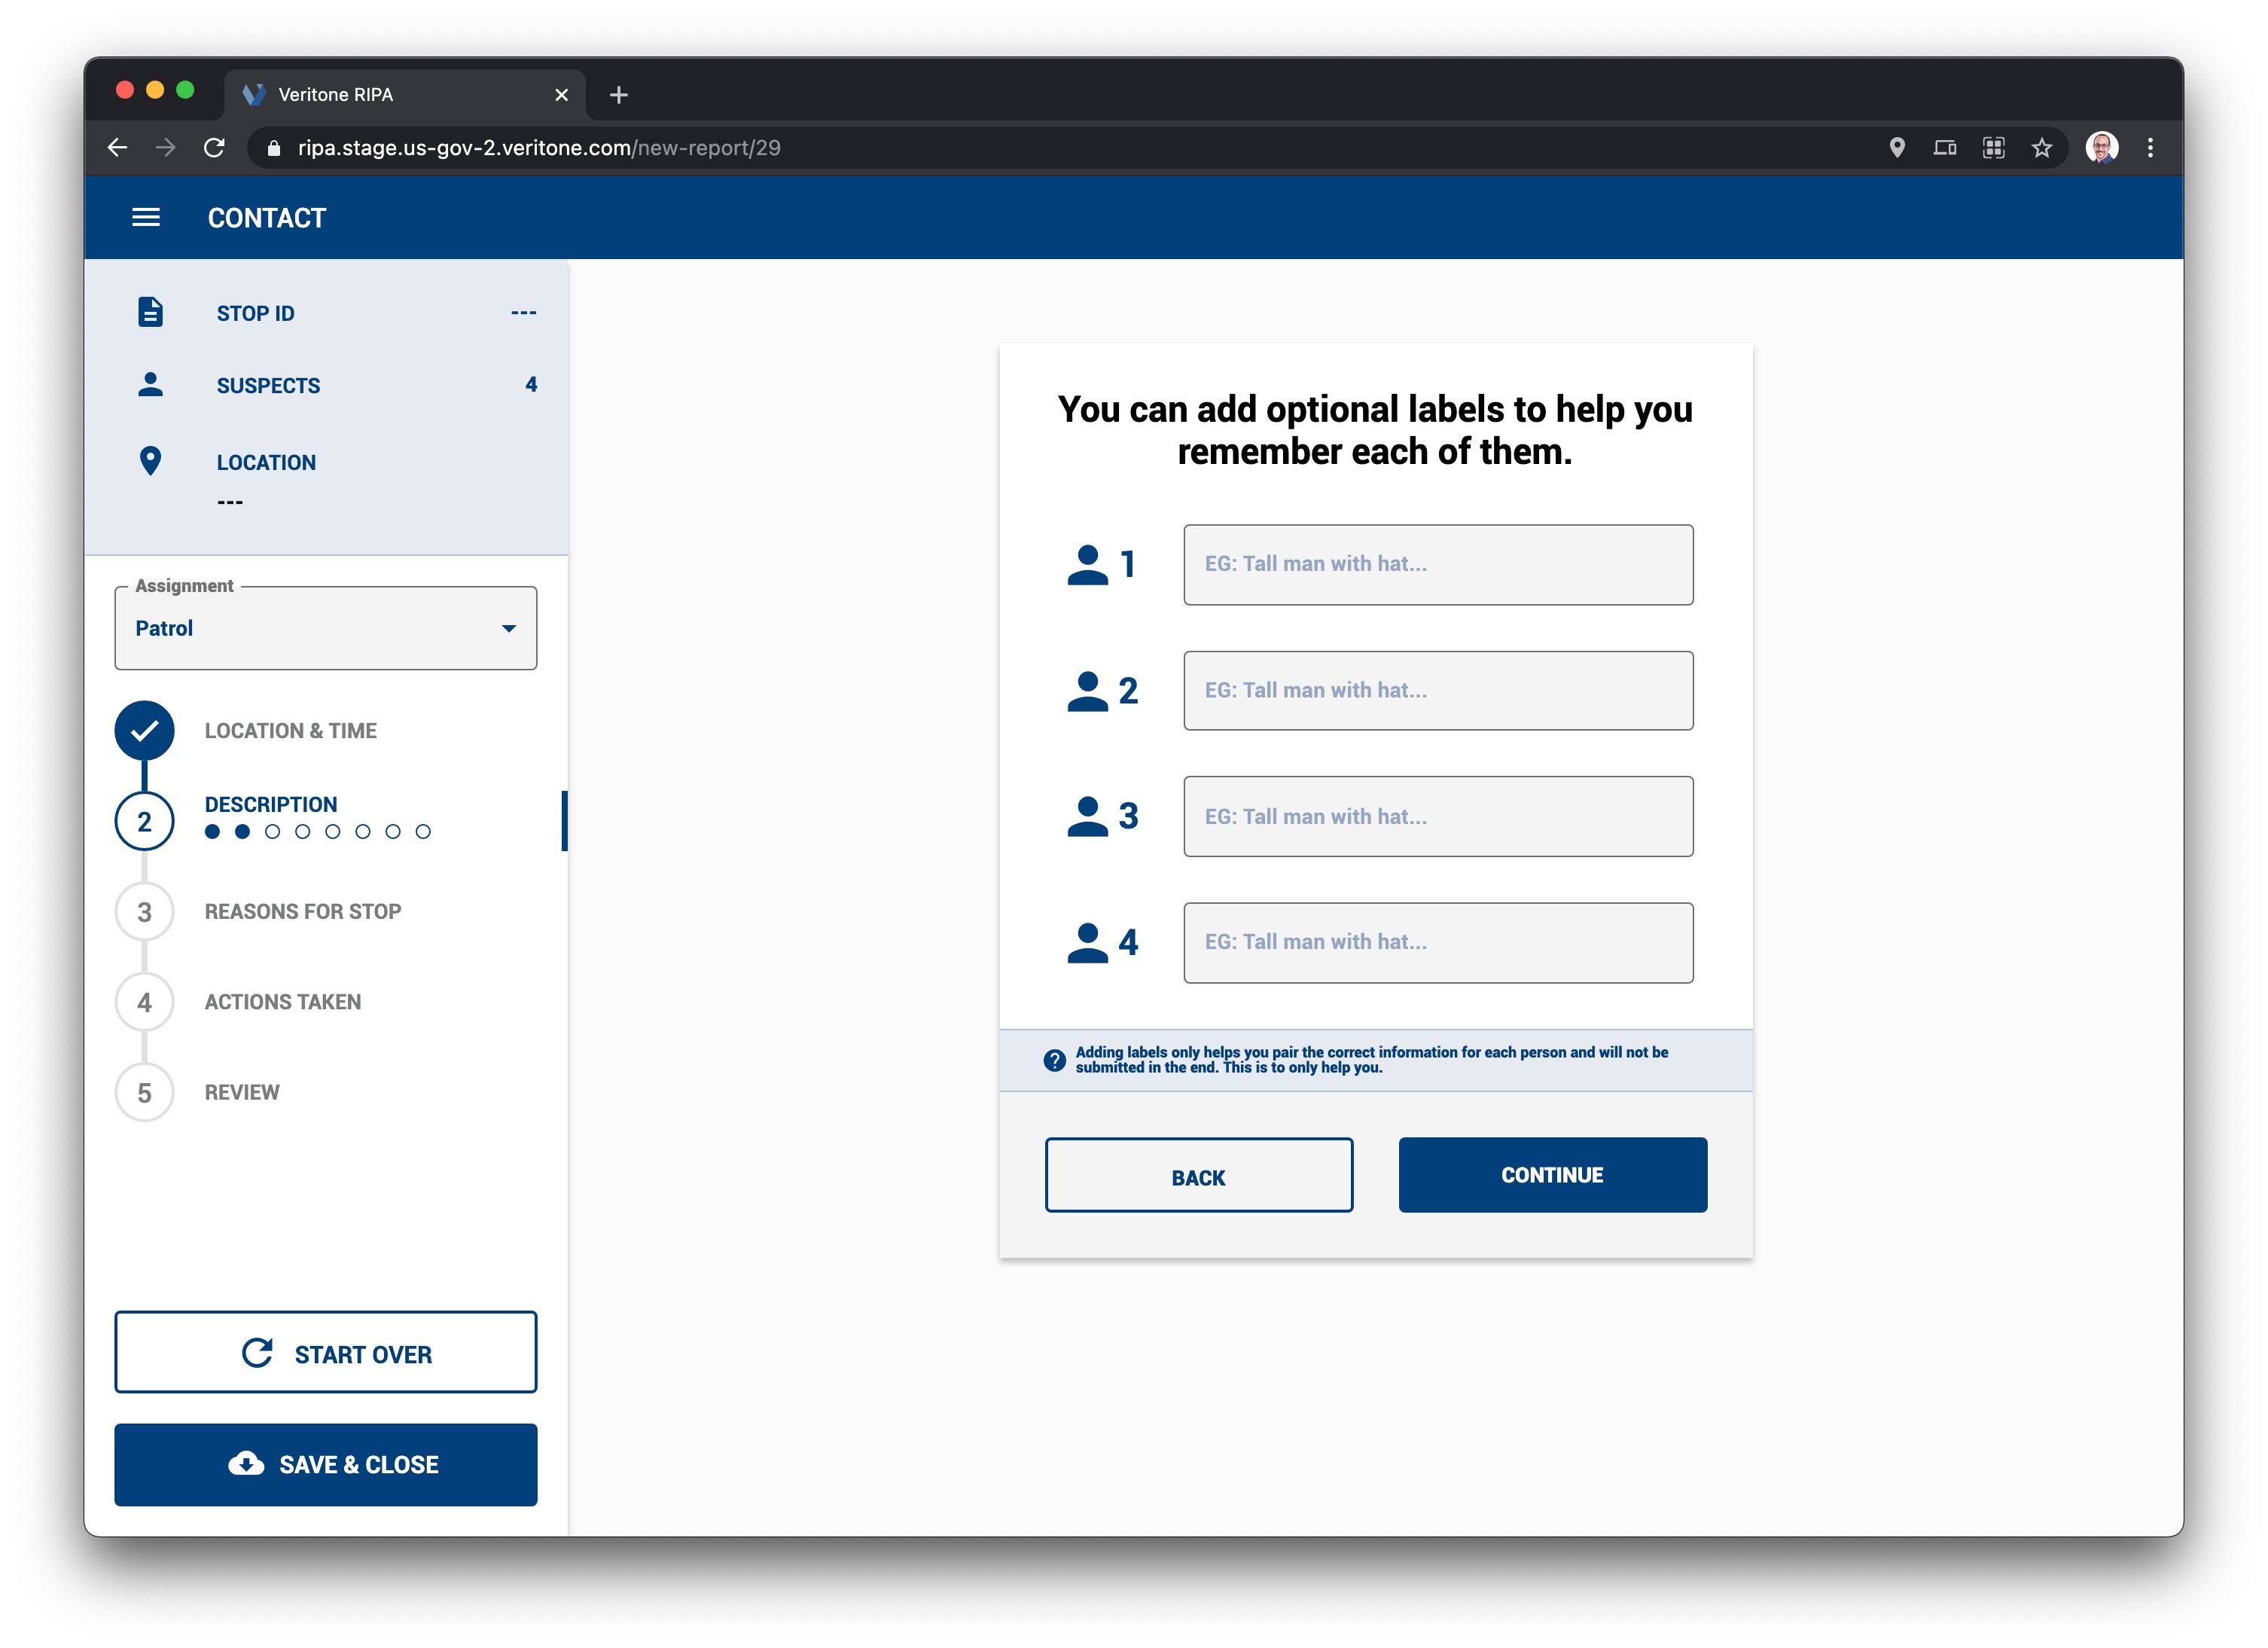 Veritone RIPA
ripa.stage.us-gov-2.veritone.com/new-report/29
CONTACT
STOP ID ---
SUSPECTS 4
LOCATION
---
Assignment
Patrol
LOCATION & TIME
2 DESCRIPTION
3 REASONS FOR STOP
4 ACTIONS TAKEN
5 REVIEW
START OVER
SAVE & CLOSE
You can add optional labels to help you
remember each of them.
1 EG: Tall man with hat...
2 EG: Tall man with hat...
3 EG: Tall man with hat...
4 EG: Tall man with hat...
? Adding labels only helps you pair the correct information for each person and will not be
submitted in the end. This is to only help you.
BACK CONTINUE